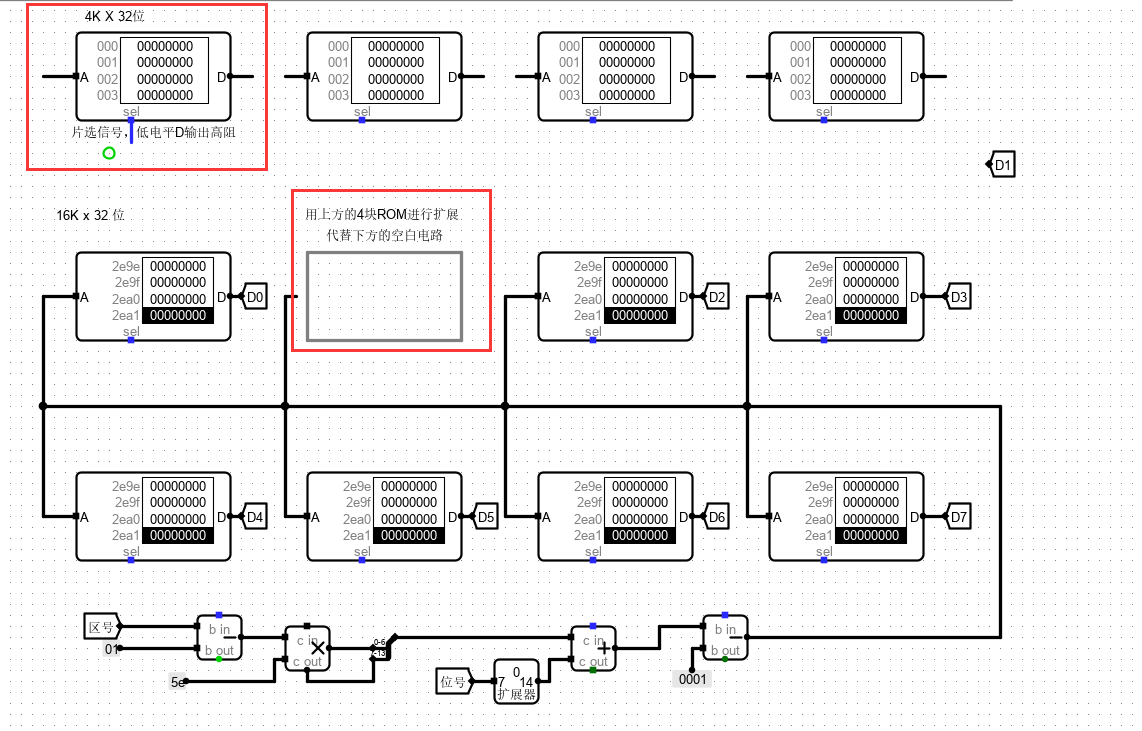 4K X 32位
000 00000000
001 00000000
A 002 00000000 D
003 00000000
sel
片选信号，低电平D输出高阻
000 00000000
001 00000000
A 002 00000000 D
003 00000000
sel
000 00000000
001 00000000
A 002 00000000 D
003 00000000
sel
000 00000000
001 00000000
A 002 00000000 D
003 00000000
sel
D1
16K x 32 位
用上方的4块ROM进行扩展
代替下方的空白电路
2e9e 00000000
2e9f 00000000
A 2ea0 00000000 D D0
2ea1 00000000
sel
2e9e 00000000
2e9f 00000000
A 2ea0 00000000 D D2
2ea1 00000000
sel
2e9e 00000000
2e9f 00000000
A 2ea0 00000000 D D3
2ea1 00000000
sel
2e9e 00000000
2e9f 00000000
A 2ea0 00000000 D D4
2ea1 00000000
sel
2e9e 00000000
2e9f 00000000
A 2ea0 00000000 D D5
2ea1 00000000
sel
2e9e 00000000
2e9f 00000000
A 2ea0 00000000 D D6
2ea1 00000000
sel
2e9e 00000000
2e9f 00000000
A 2ea0 00000000 D D7
2ea1 00000000
sel
区号
01
b in
b out
5e
c in
c out
0-6
位号
0
7 14
扩展器
c in
c out
b in
b out
0001